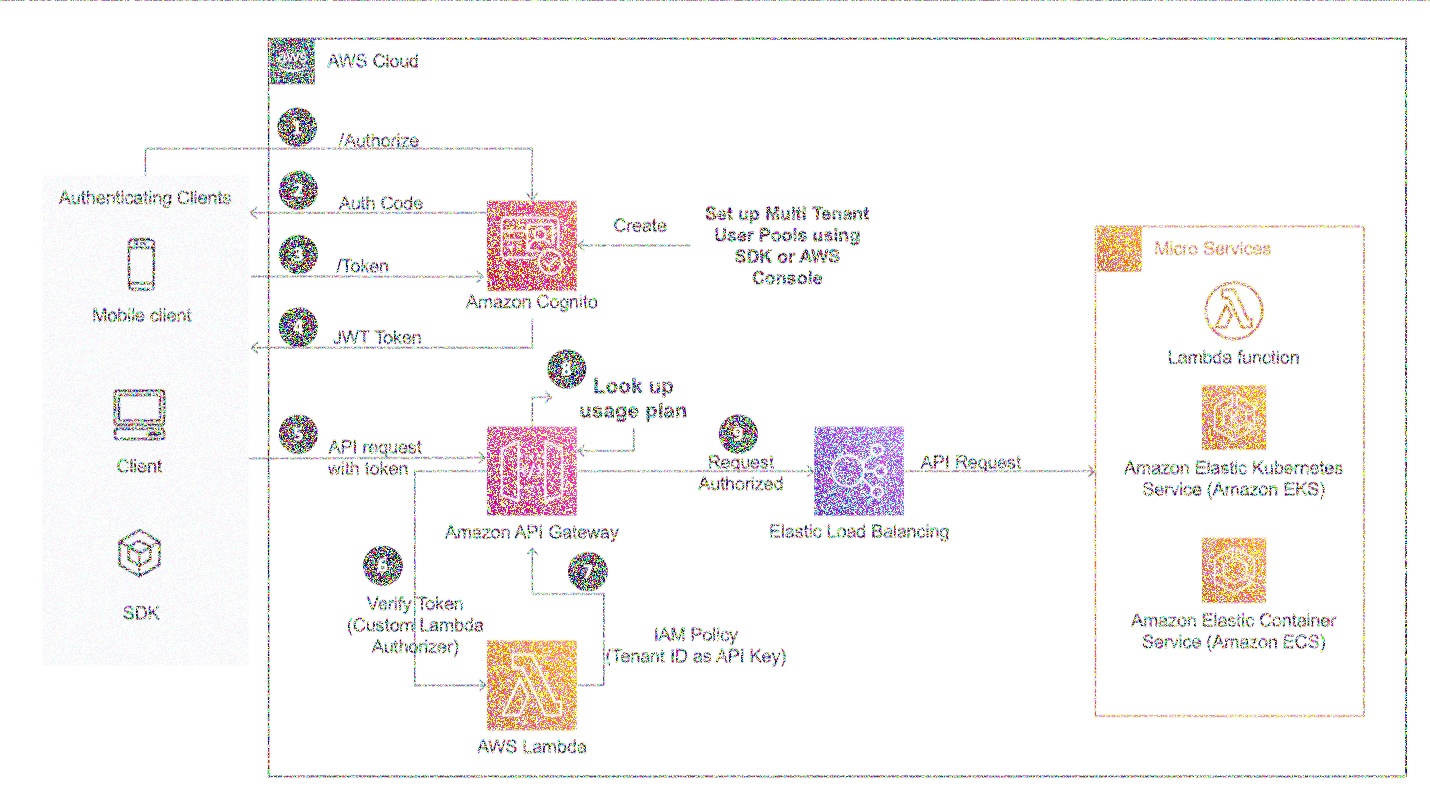 aws
AWS Cloud
1
/Authorize
Authenticating Clients
2
Auth Code
Create
Set up Multi Tenant
User Pools using
SDK or AWS
Console
Micro Services
3
/Token
Amazon Cognito
Mobile client
4
JWT Token
Lambda function
8
Look up
usage plan
5
API request
with token
9
Request
Authorized
API Request
Client
Amazon Elastic Kubernetes
Service (Amazon EKS)
Amazon API Gateway
Elastic Load Balancing
6
7
Verify Token
(Custom Lambda
Authorizer)
SDK
IAM Policy
(Tenant ID as API Key)
Amazon Elastic Container
Service (Amazon ECS)
AWS Lambda